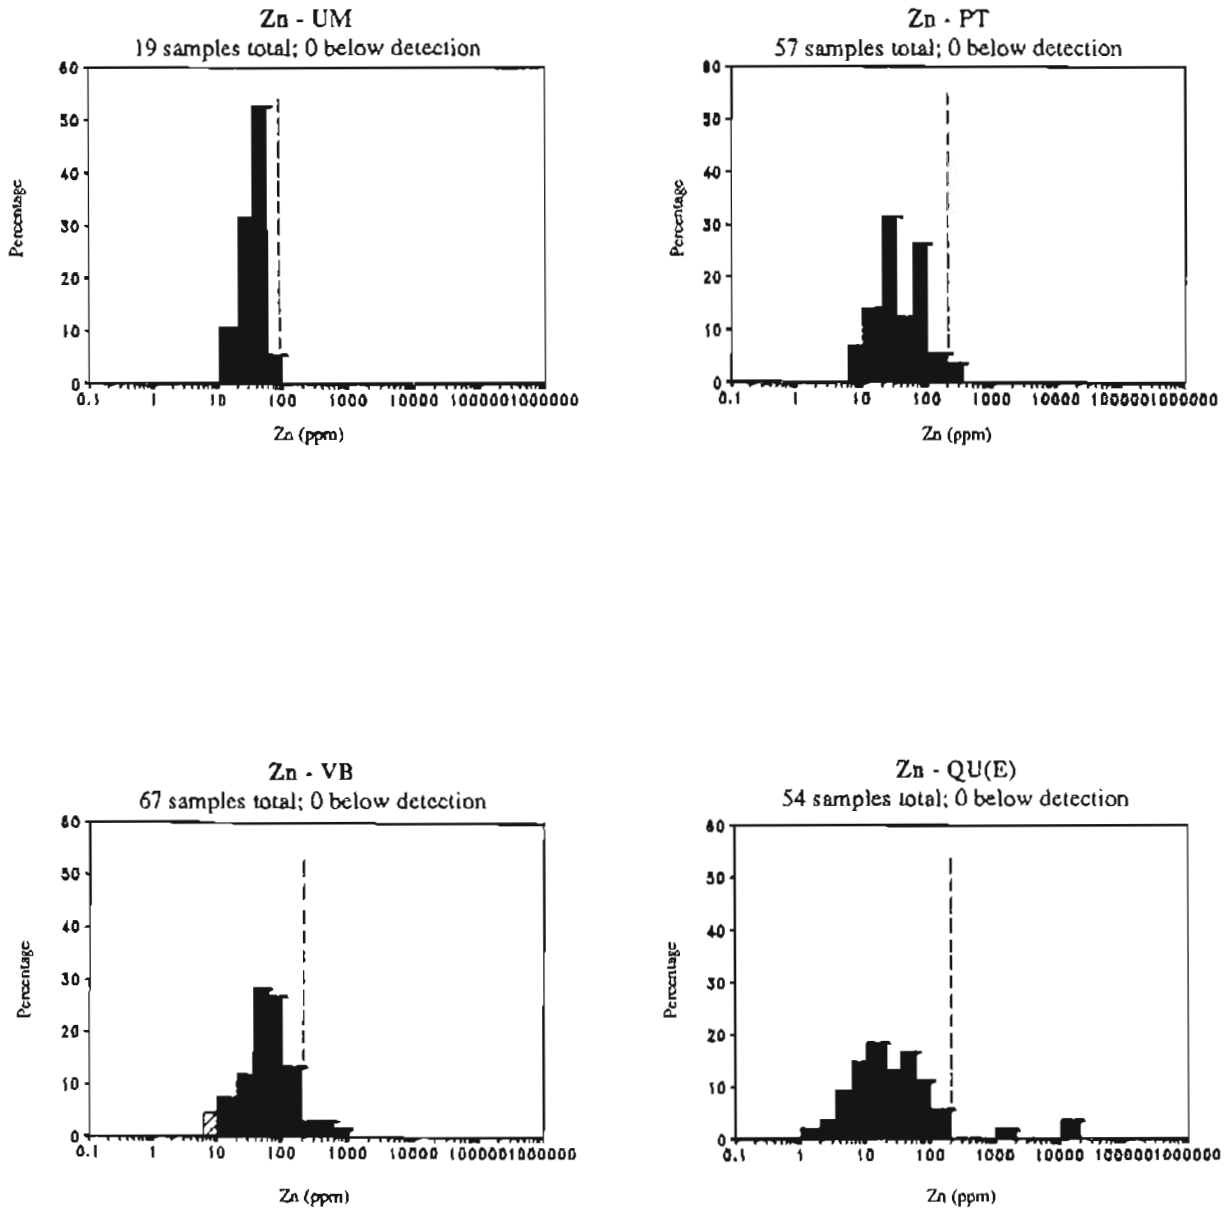 Zn - UM
19 samples total; 0 below detection
60
50
40
30
20
10
0
Percentage
0.1 1 10 100 1000 10000 1000001000000
Zn (ppm)
Zn - PT
57 samples total; 0 below detection
60
50
40
30
20
10
0
Percentage
0.1 1 10 100 1000 10000 1000001000000
Zn (ppm)
Zn - VB
67 samples total; 0 below detection
60
50
40
30
20
10
0
Percentage
0.1 1 10 100 1000 10000 1000001000000
Zn (ppm)
Zn - QU(E)
54 samples total; 0 below detection
60
50
40
30
20
10
0
Percentage
0.1 1 10 100 1000 10000 1000001000000
Zn (ppm)